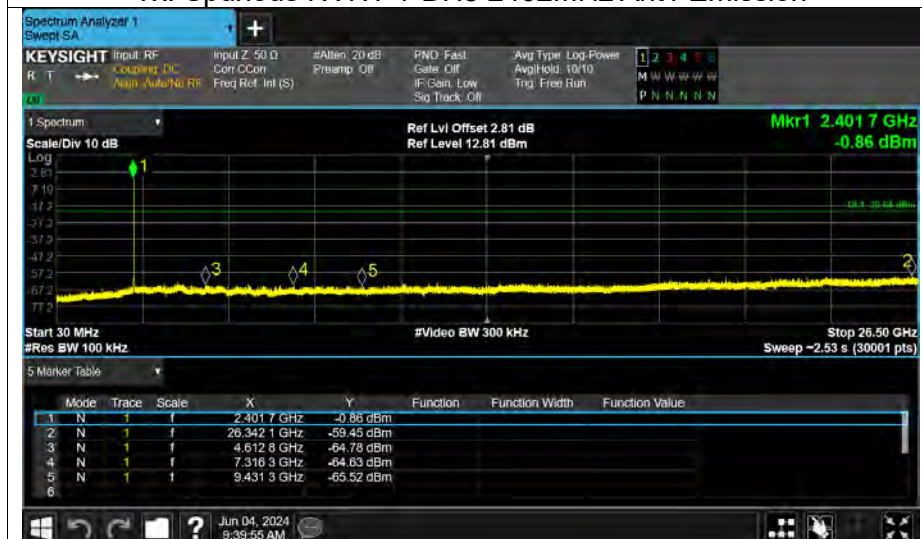 Spectrum Analyzer 1
Swept SA
KEYSIGHT Input: RF
Coupling: DC
Align: Auto/No RF
R T
Input Z: 50 Ω
Corr CCorr
Freq Ref: Int (S)
#Atten: 20 dB
Preamp: Off
PNO: Fast
Gate: Off
IF Gain: Low
Sig Track: Off
Avg Type: Log-Power
Avg|Hold: 10/10
Trig: Free Run
1 2 3 4 5 6
M W W W W W
P N N N N N
1 Spectrum
Scale/Div 10 dB
Ref Lvl Offset 2.81 dB
Ref Level 12.81 dBm
Mkr1 2.401 7 GHz
-0.86 dBm
Log
2.81
-7.19
-17.2
-27.2
-37.2
-47.2
-57.2
-67.2
-77.2
1
2
3
4
5
Start 30 MHz
#Res BW 100 kHz
#Video BW 300 kHz
Stop 26.50 GHz
Sweep ~2.53 s (30001 pts)
5 Marker Table
Mode Trace Scale X Y Function Function Width Function Value
1 N 1 f 2.401 7 GHz -0.86 dBm
2 N 1 f 26.342 1 GHz -59.45 dBm
3 N 1 f 4.612 8 GHz -64.78 dBm
4 N 1 f 7.316 3 GHz -64.63 dBm
5 N 1 f 9.431 3 GHz -65.52 dBm
6
?
Jun 04, 2024
9:39:55 AM